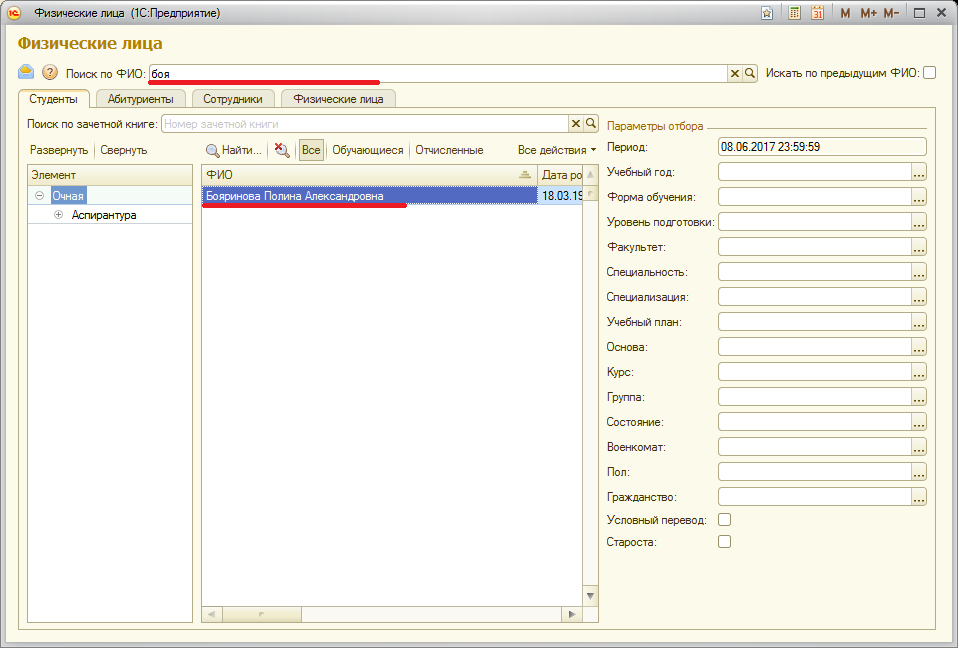 Физические лица (1С:Предприятие)
M M+ M-
31
Физические лица
Поиск по ФИО: боя
Искать по предыдущим ФИО:
Студенты Абитуриенты Сотрудники Физические лица
Поиск по зачетной книге: Номер зачетной книги
Развернуть Свернуть
Найти... Все Обучающиеся Отчисленные Все действия
Элемент
Очная
Аспирантура
ФИО Дата ро
Бояринова Полина Александровна 18.03.19
Параметры отбора
Период: 08.06.2017 23:59:59
Учебный год: ...
Форма обучения: ...
Уровень подготовки: ...
Факультет: ...
Специальность: ...
Специализация: ...
Учебный план: ...
Основа: ...
Курс: ...
Группа: ...
Состояние: ...
Военкомат: ...
Пол: ...
Гражданство: ...
Условный перевод:
Староста: